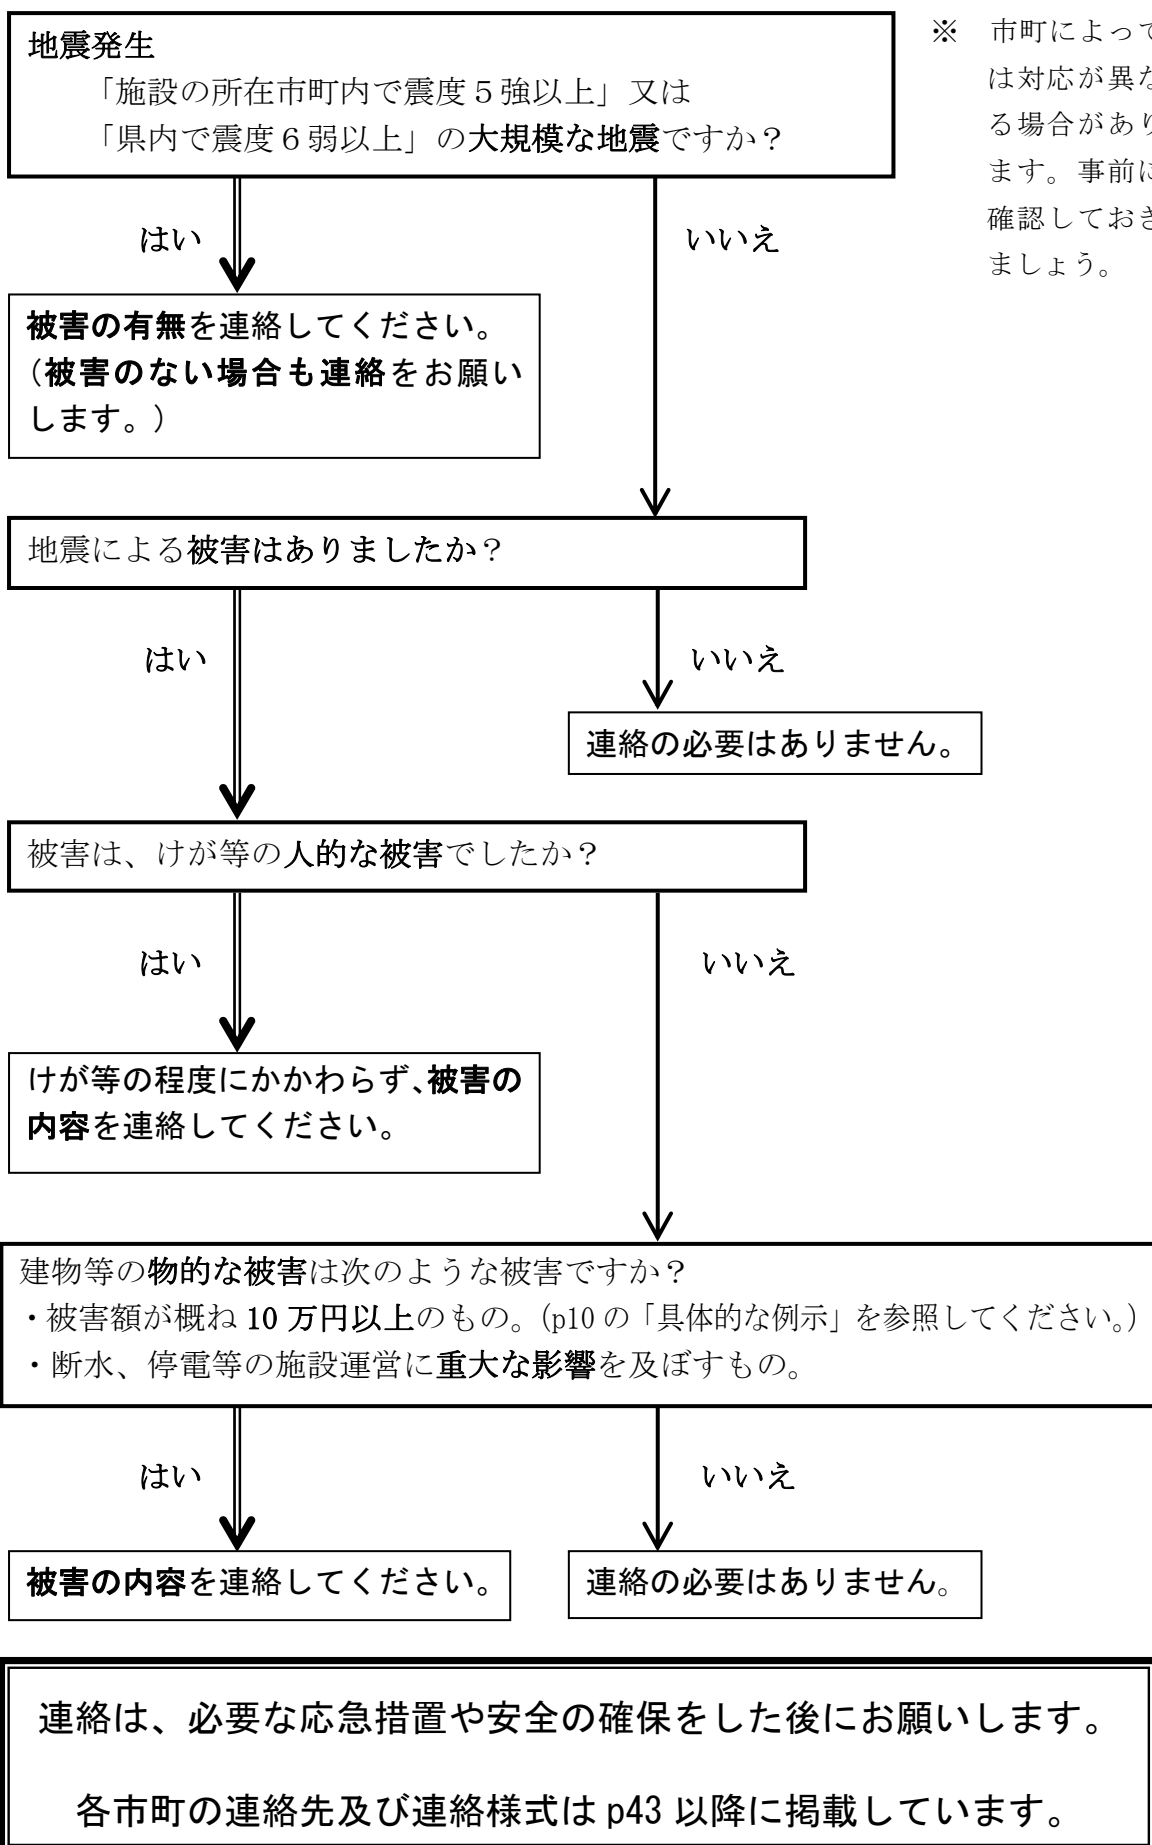 地震発生
「施設の所在市町内で震度５強以上」又は
「県内で震度６弱以上」の大規模な地震ですか？
※　市町によって
は対応が異な
る場合があり
ます。事前に
確認しておき
ましょう。
はい
いいえ
被害の有無を連絡してください。
（被害のない場合も連絡をお願い
します。）
地震による被害はありましたか？
はい
いいえ
連絡の必要はありません。
被害は、けが等の人的な被害でしたか？
はい
いいえ
けが等の程度にかかわらず、被害の
内容を連絡してください。
建物等の物的な被害は次のような被害ですか？
・被害額が概ね 10 万円以上のもの。（p10 の「具体的な例示」を参照してください。）
・断水、停電等の施設運営に重大な影響を及ぼすもの。
はい
いいえ
被害の内容を連絡してください。
連絡の必要はありません。
連絡は、必要な応急措置や安全の確保をした後にお願いします。
各市町の連絡先及び連絡様式は p43 以降に掲載しています。